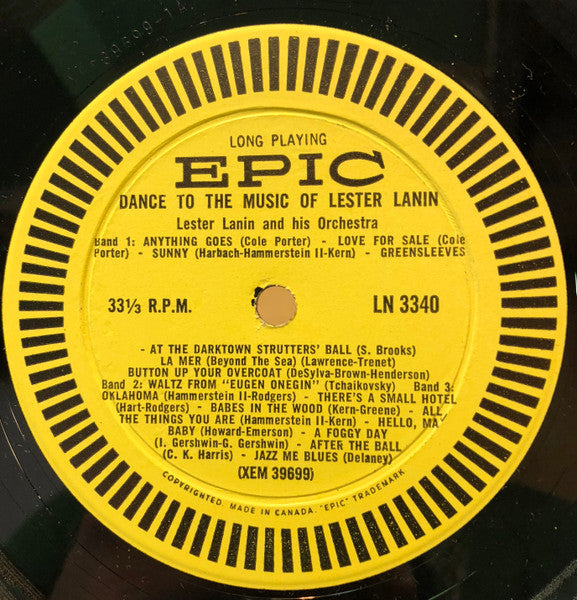 LONG PLAYING
EPIC
DANCE TO THE MUSIC OF LESTER LANIN
Lester Lanin and his Orchestra
Band 1: ANYTHING GOES (Cole Porter) - LOVE FOR SALE (Cole
Porter) - SUNNY (Harbach-Hammerstein II-Kern) - GREENSLEEVES
33⅓ R.P.M.
LN 3340
- AT THE DARKTOWN STRUTTERS' BALL (S. Brooks)
LA MER (Beyond The Sea) (Lawrence-Trenet)
BUTTON UP YOUR OVERCOAT (DeSylva-Brown-Henderson)
Band 2: WALTZ FROM "EUGEN ONEGIN" (Tchaikovsky) Band 3:
OKLAHOMA (Hammerstein II-Rodgers) - THERE'S A SMALL HOTEL
(Hart-Rodgers) - BABES IN THE WOOD (Kern-Greene) - ALL
THE THINGS YOU ARE (Hammerstein II-Kern) - HELLO, MA
BABY (Howard-Emerson) - A FOGGY DAY
(I. Gershwin-G. Gershwin) - AFTER THE BALL
(C. K. Harris) - JAZZ ME BLUES (Delaney)
(XEM 39699)
COPYRIGHTED. MADE IN CANADA. "EPIC" TRADEMARK